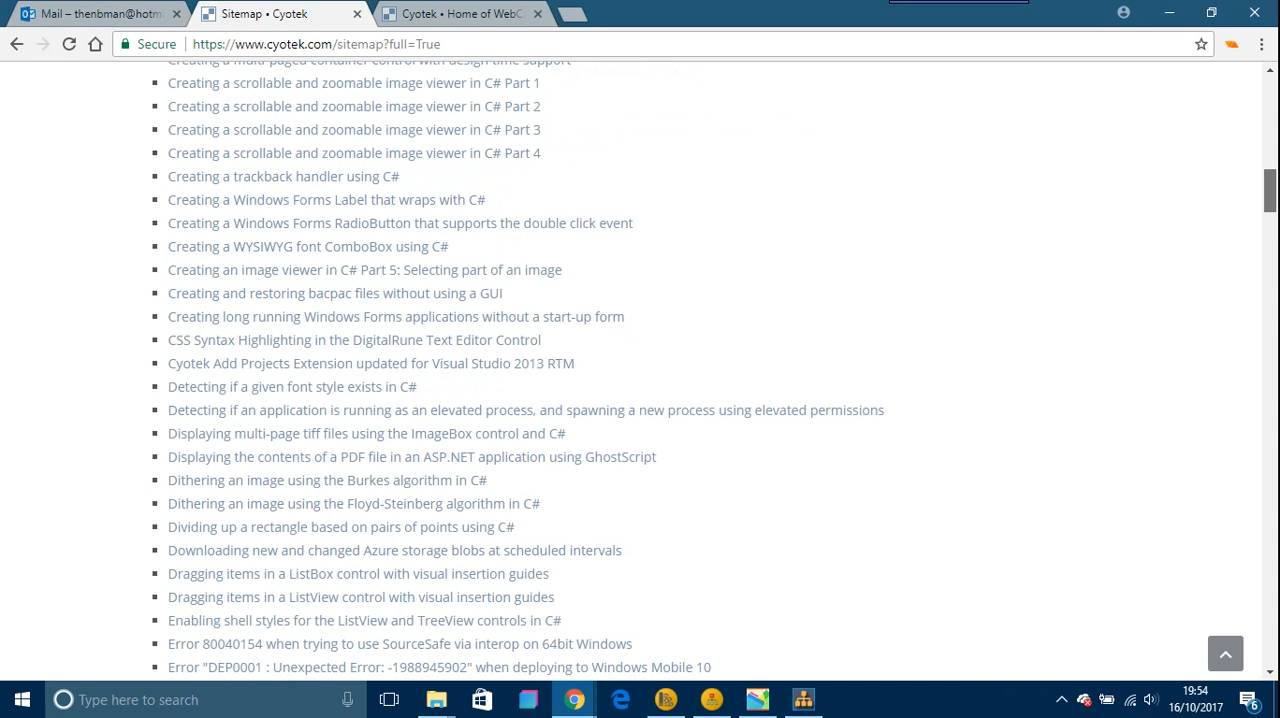 Mail – thenbman@hotm
Sitemap • Cyotek
Cyotek • Home of WebC
Secure
https://www.cyotek.com/sitemap?full=True
Creating a multi-paged container control with design time support
Creating a scrollable and zoomable image viewer in C# Part 1
Creating a scrollable and zoomable image viewer in C# Part 2
Creating a scrollable and zoomable image viewer in C# Part 3
Creating a scrollable and zoomable image viewer in C# Part 4
Creating a trackback handler using C#
Creating a Windows Forms Label that wraps with C#
Creating a Windows Forms RadioButton that supports the double click event
Creating a WYSIWYG font ComboBox using C#
Creating an image viewer in C# Part 5: Selecting part of an image
Creating and restoring bacpac files without using a GUI
Creating long running Windows Forms applications without a start-up form
CSS Syntax Highlighting in the DigitalRune Text Editor Control
Cyotek Add Projects Extension updated for Visual Studio 2013 RTM
Detecting if a given font style exists in C#
Detecting if an application is running as an elevated process, and spawning a new process using elevated permissions
Displaying multi-page tiff files using the ImageBox control and C#
Displaying the contents of a PDF file in an ASP.NET application using GhostScript
Dithering an image using the Burkes algorithm in C#
Dithering an image using the Floyd-Steinberg algorithm in C#
Dividing up a rectangle based on pairs of points using C#
Downloading new and changed Azure storage blobs at scheduled intervals
Dragging items in a ListBox control with visual insertion guides
Dragging items in a ListView control with visual insertion guides
Enabling shell styles for the ListView and TreeView controls in C#
Error 80040154 when trying to use SourceSafe via interop on 64bit Windows
Error "DEP0001 : Unexpected Error: -1988945902" when deploying to Windows Mobile 10
Type here to search
19:54
16/10/2017
6